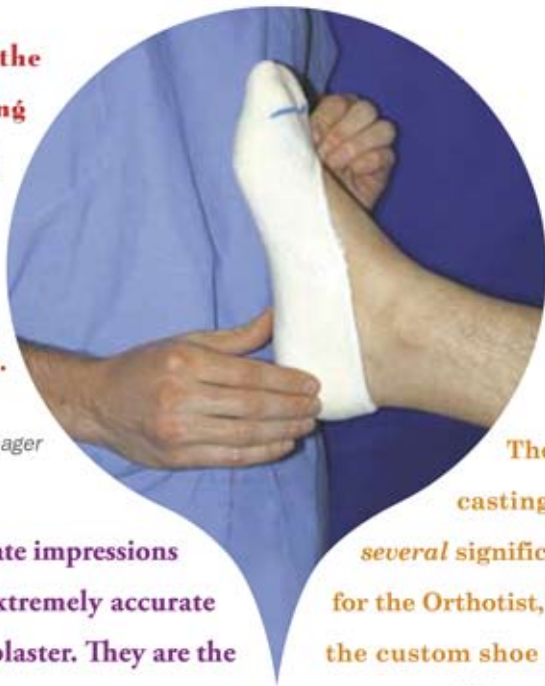 the
ng
.
ager
ate impressions
xtremely accurate
plaster. They are the
The
casting
several signific
for the Orthotist,
the custom shoe